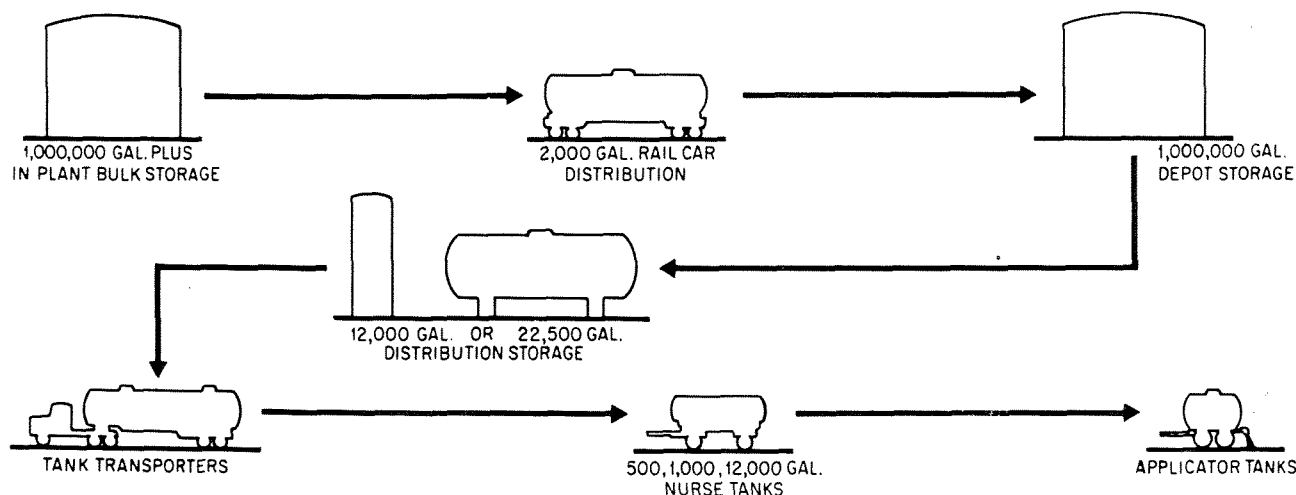 1,000,000 GAL. PLUS
IN PLANT BULK STORAGE
2,000 GAL. RAIL CAR
DISTRIBUTION
1,000,000 GAL.
DEPOT STORAGE
12,000 GAL. OR 22,500 GAL.
DISTRIBUTION STORAGE
TANK TRANSPORTERS
500, 1,000, 12,000 GAL.
NURSE TANKS
APPLICATOR TANKS